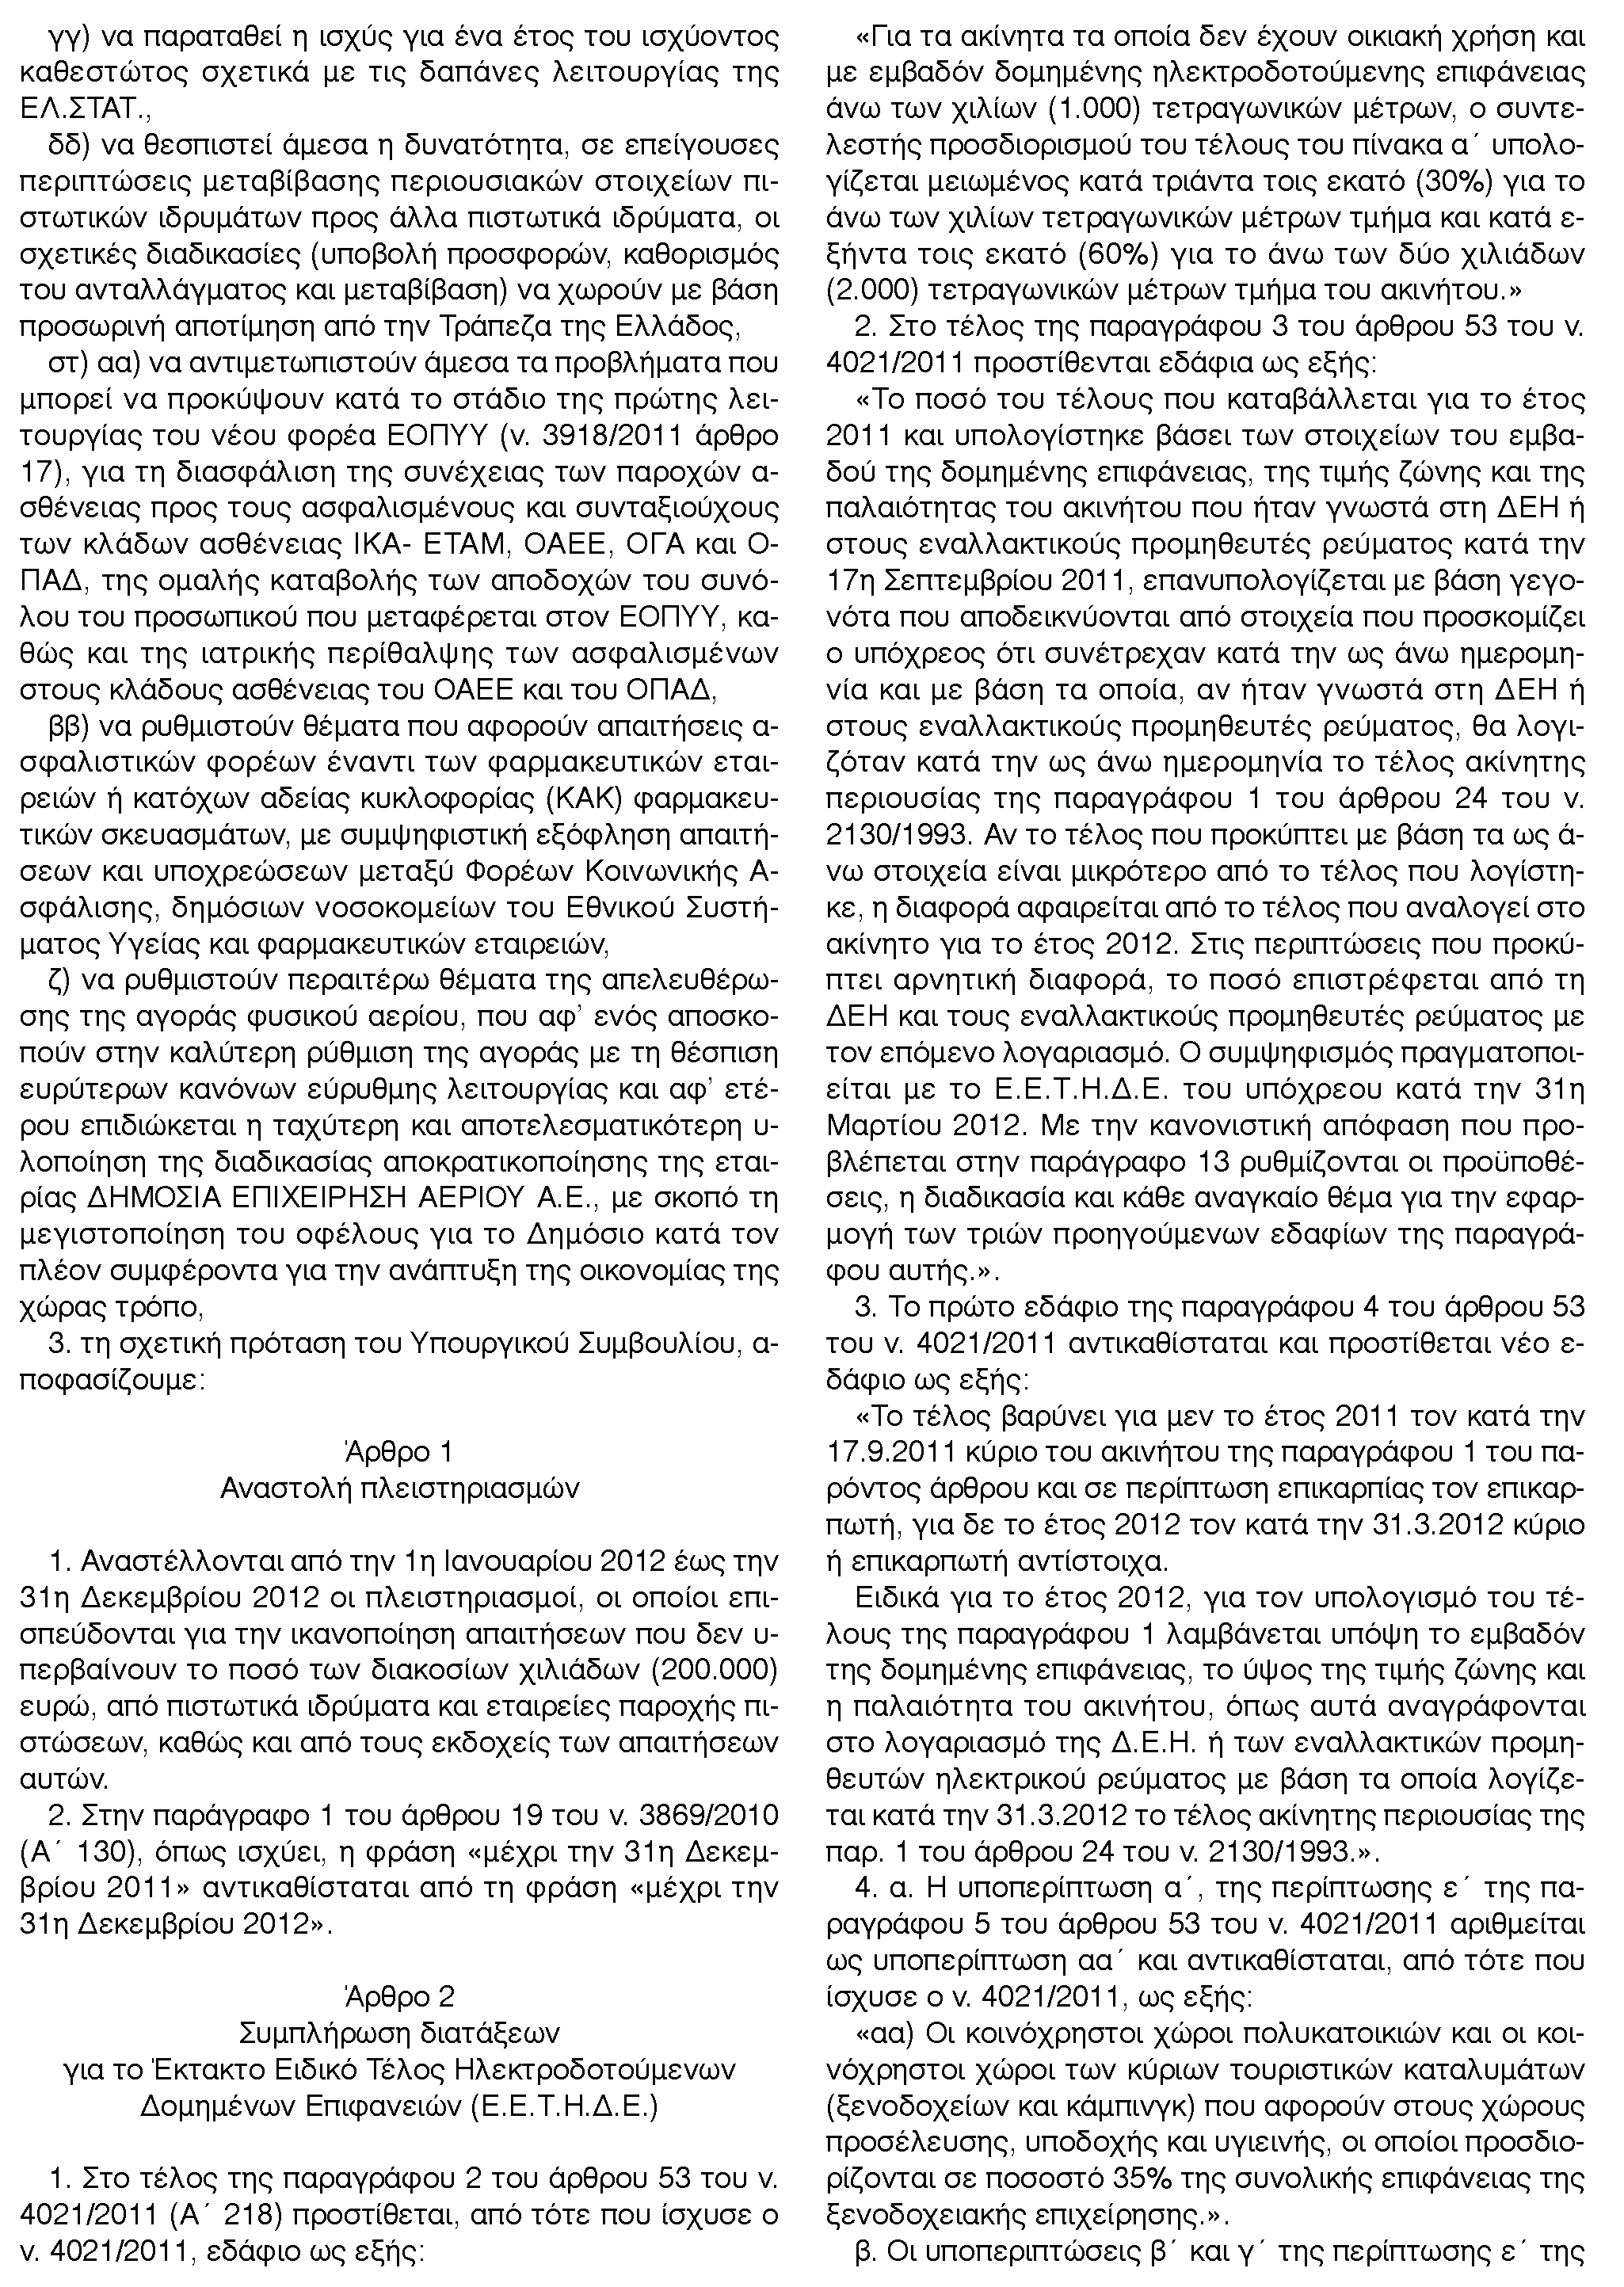 γγ) να παραταθεί η ισχύς για ένα έτος του ισχύοντος
καθεστώτος σχετικά με τις δαπάνες λειτουργίας της
ΕΛ.ΣΤΑΤ.,
δδ) να θεσπιστεί άμεσα η δυνατότητα, σε επείγουσες
περιπτώσεις μεταβίβασης περιουσιακών στοιχείων πι-
στωτικών ιδρυμάτων προς άλλα πιστωτικά ιδρύματα, οι
σχετικές διαδικασίες (υποβολή προσφορών, καθορισμός
του ανταλλάγματος και μεταβίβαση) να χωρούν με βάση
προσωρινή αποτίμηση από την Τράπεζα της Ελλάδος,
στ) αα) να αντιμετωπιστούν άμεσα τα προβλήματα που
μπορεί να προκύψουν κατά το στάδιο της πρώτης λει-
τουργίας του νέου φορέα ΕΟΠΥΥ (ν. 3918/2011 άρθρο
17), για τη διασφάλιση της συνέχειας των παροχών α-
σθένειας προς τους ασφαλισμένους και συνταξιούχους
των κλάδων ασθένειας ΙΚΑ- ΕΤΑΜ, ΟΑΕΕ, ΟΓΑ και Ο-
ΠΑΔ, της ομαλής καταβολής των αποδοχών του συνό-
λου του προσωπικού που μεταφέρεται στον ΕΟΠΥΥ, κα-
θώς και της ιατρικής περίθαλψης των ασφαλισμένων
στους κλάδους ασθένειας του ΟΑΕΕ και του ΟΠΑΔ,
ββ) να ρυθμιστούν θέματα που αφορούν απαιτήσεις α-
σφαλιστικών φορέων έναντι των φαρμακευτικών εται-
ρειών ή κατόχων αδείας κυκλοφορίας (ΚΑΚ) φαρμακευ-
τικών σκευασμάτων, με συμψηφιστική εξόφληση απαιτή-
σεων και υποχρεώσεων μεταξύ Φορέων Κοινωνικής Α-
σφάλισης, δημόσιων νοσοκομείων του Εθνικού Συστή-
ματος Υγείας και φαρμακευτικών εταιρειών,
ζ) να ρυθμιστούν περαιτέρω θέματα της απελευθέρω-
σης της αγοράς φυσικού αερίου, που αφ’ ενός αποσκο-
πούν στην καλύτερη ρύθμιση της αγοράς με τη θέσπιση
ευρύτερων κανόνων εύρυθμης λειτουργίας και αφ’ ετέ-
ρου επιδιώκεται η ταχύτερη και αποτελεσματικότερη υ-
λοποίηση της διαδικασίας αποκρατικοποίησης της εται-
ρίας ΔΗΜΟΣΙΑ ΕΠΙΧΕΙΡΗΣΗ ΑΕΡΙΟΥ Α.Ε., με σκοπό τη
μεγιστοποίηση του οφέλους για το Δημόσιο κατά τον
πλέον συμφέροντα για την ανάπτυξη της οικονομίας της
χώρας τρόπο,
3. τη σχετική πρόταση του Υπουργικού Συμβουλίου, α-
ποφασίζουμε:
Άρθρο 1
Αναστολή πλειστηριασμών
1. Αναστέλλονται από την 1η Ιανουαρίου 2012 έως την
31η Δεκεμβρίου 2012 οι πλειστηριασμοί, οι οποίοι επι-
σπεύδονται για την ικανοποίηση απαιτήσεων που δεν υ-
περβαίνουν το ποσό των διακοσίων χιλιάδων (200.000)
ευρώ, από πιστωτικά ιδρύματα και εταιρείες παροχής πι-
στώσεων, καθώς και από τους εκδοχείς των απαιτήσεων
αυτών.
2. Στην παράγραφο 1 του άρθρου 19 του ν. 3869/2010
(Α΄ 130), όπως ισχύει, η φράση «μέχρι την 31η Δεκεμ-
βρίου 2011» αντικαθίσταται από τη φράση «μέχρι την
31η Δεκεμβρίου 2012».
Άρθρο 2
Συμπλήρωση διατάξεων
για το Έκτακτο Ειδικό Τέλος Ηλεκτροδοτούμενων
Δομημένων Επιφανειών (Ε.Ε.Τ.Η.Δ.Ε.)
1. Στο τέλος της παραγράφου 2 του άρθρου 53 του ν.
4021/2011 (Α΄ 218) προστίθεται, από τότε που ίσχυσε ο
ν. 4021/2011, εδάφιο ως εξής:
«Για τα ακίνητα τα οποία δεν έχουν οικιακή χρήση και
με εμβαδόν δομημένης ηλεκτροδοτούμενης επιφάνειας
άνω των χιλίων (1.000) τετραγωνικών μέτρων, ο συντε-
λεστής προσδιορισμού του τέλους του πίνακα α΄ υπολο-
γίζεται μειωμένος κατά τριάντα τοις εκατό (30%) για το
άνω των χιλίων τετραγωνικών μέτρων τμήμα και κατά ε-
ξήντα τοις εκατό (60%) για το άνω των δύο χιλιάδων
(2.000) τετραγωνικών μέτρων τμήμα του ακινήτου.»
2. Στο τέλος της παραγράφου 3 του άρθρου 53 του ν.
4021/2011 προστίθενται εδάφια ως εξής:
«Το ποσό του τέλους που καταβάλλεται για το έτος
2011 και υπολογίστηκε βάσει των στοιχείων του εμβα-
δού της δομημένης επιφάνειας, της τιμής ζώνης και της
παλαιότητας του ακινήτου που ήταν γνωστά στη ΔΕΗ ή
στους εναλλακτικούς προμηθευτές ρεύματος κατά την
17η Σεπτεμβρίου 2011, επανυπολογίζεται με βάση γεγο-
νότα που αποδεικνύονται από στοιχεία που προσκομίζει
ο υπόχρεος ότι συνέτρεχαν κατά την ως άνω ημερομη-
νία και με βάση τα οποία, αν ήταν γνωστά στη ΔΕΗ ή
στους εναλλακτικούς προμηθευτές ρεύματος, θα λογι-
ζόταν κατά την ως άνω ημερομηνία το τέλος ακίνητης
περιουσίας της παραγράφου 1 του άρθρου 24 του ν.
2130/1993. Αν το τέλος που προκύπτει με βάση τα ως ά-
νω στοιχεία είναι μικρότερο από το τέλος που λογίστη-
κε, η διαφορά αφαιρείται από το τέλος που αναλογεί στο
ακίνητο για το έτος 2012. Στις περιπτώσεις που προκύ-
πτει αρνητική διαφορά, το ποσό επιστρέφεται από τη
ΔΕΗ και τους εναλλακτικούς προμηθευτές ρεύματος με
τον επόμενο λογαριασμό. Ο συμψηφισμός πραγματοποι-
είται με το Ε.Ε.Τ.Η.Δ.Ε. του υπόχρεου κατά την 31η
Μαρτίου 2012. Με την κανονιστική απόφαση που προ-
βλέπεται στην παράγραφο 13 ρυθμίζονται οι προϋποθέ-
σεις, η διαδικασία και κάθε αναγκαίο θέμα για την εφαρ-
μογή των τριών προηγούμενων εδαφίων της παραγρά-
φου αυτής.».
3. Το πρώτο εδάφιο της παραγράφου 4 του άρθρου 53
του ν. 4021/2011 αντικαθίσταται και προστίθεται νέο ε-
δάφιο ως εξής:
«Το τέλος βαρύνει για μεν το έτος 2011 τον κατά την
17.9.2011 κύριο του ακινήτου της παραγράφου 1 του πα-
ρόντος άρθρου και σε περίπτωση επικαρπίας τον επικαρ-
πωτή, για δε το έτος 2012 τον κατά την 31.3.2012 κύριο
ή επικαρπωτή αντίστοιχα.
Ειδικά για το έτος 2012, για τον υπολογισμό του τέ-
λους της παραγράφου 1 λαμβάνεται υπόψη το εμβαδόν
της δομημένης επιφάνειας, το ύψος της τιμής ζώνης και
η παλαιότητα του ακινήτου, όπως αυτά αναγράφονται
στο λογαριασμό της Δ.Ε.Η. ή των εναλλακτικών προμη-
θευτών ηλεκτρικού ρεύματος με βάση τα οποία λογίζε-
ται κατά την 31.3.2012 το τέλος ακίνητης περιουσίας της
παρ. 1 του άρθρου 24 του ν. 2130/1993.».
4. α. Η υποπερίπτωση α΄, της περίπτωσης ε΄ της πα-
ραγράφου 5 του άρθρου 53 του ν. 4021/2011 αριθμείται
ως υποπερίπτωση αα΄ και αντικαθίσταται, από τότε που
ίσχυσε ο ν. 4021/2011, ως εξής:
«αα) Οι κοινόχρηστοι χώροι πολυκατοικιών και οι κοι-
νόχρηστοι χώροι των κύριων τουριστικών καταλυμάτων
(ξενοδοχείων και κάμπινγκ) που αφορούν στους χώρους
προσέλευσης, υποδοχής και υγιεινής, οι οποίοι προσδιο-
ρίζονται σε ποσοστό 35% της συνολικής επιφάνειας της
ξενοδοχειακής επιχείρησης.».
β. Οι υποπεριπτώσεις β΄ και γ΄ της περίπτωσης ε΄ της